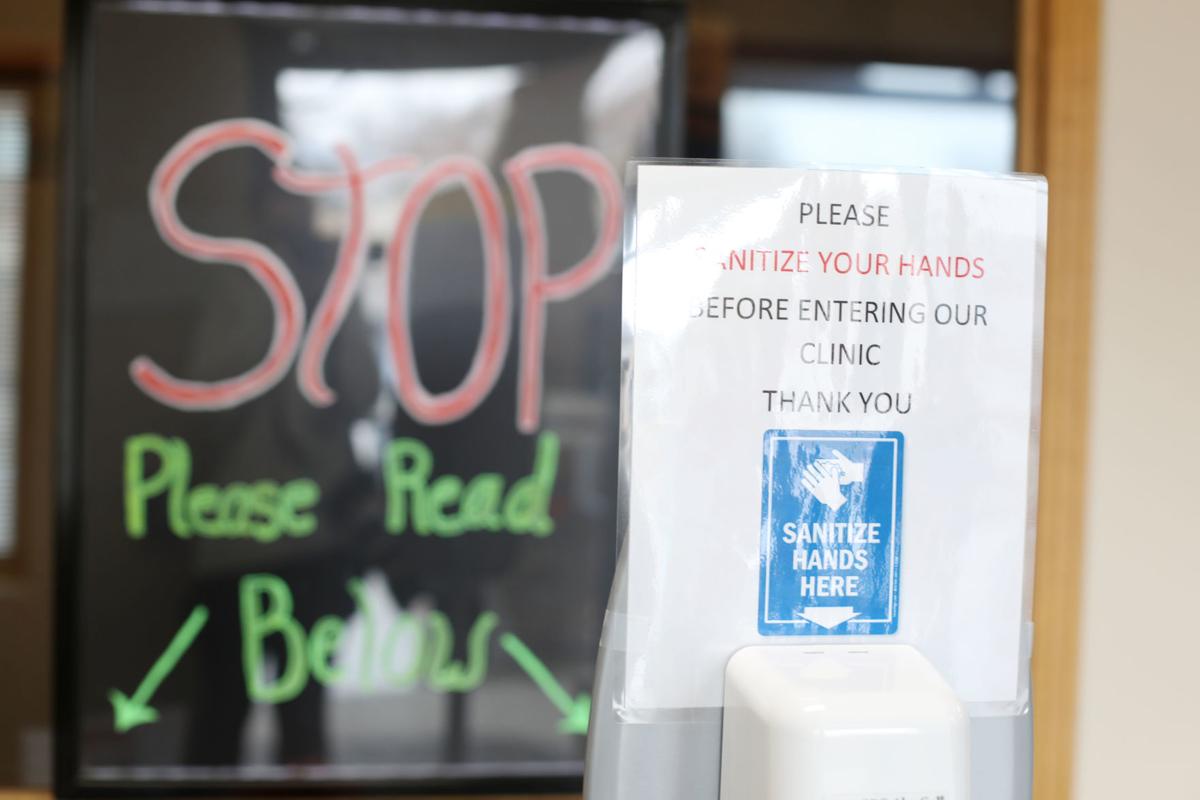 STOP
Please Read
Below
PLEASE
SANITIZE YOUR HANDS
BEFORE ENTERING OUR
CLINIC
THANK YOU
SANITIZE
HANDS
HERE